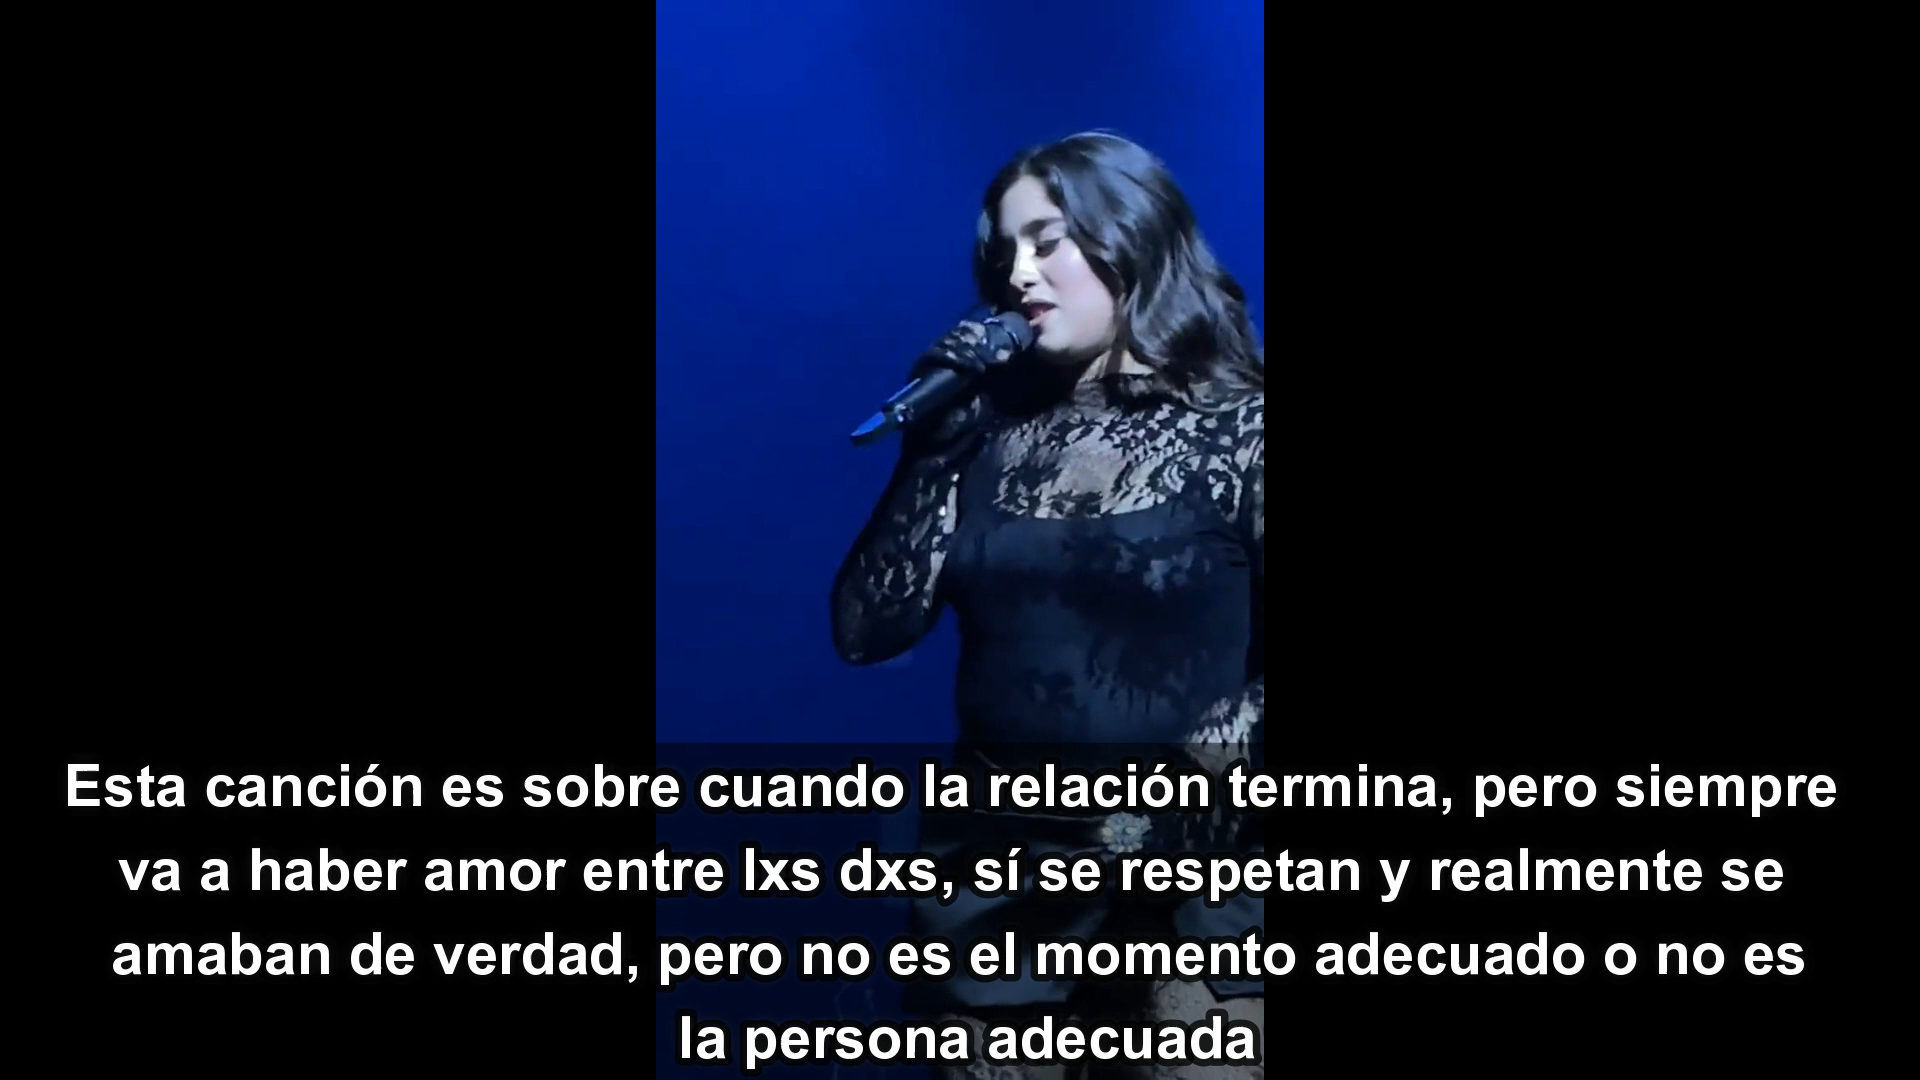 Esta canción es sobre cuando la relación termina, pero siempre
va a haber amor entre lxs dxs, sí se respetan y realmente se
amaban de verdad, pero no es el momento adecuado o no es
la persona adecuada